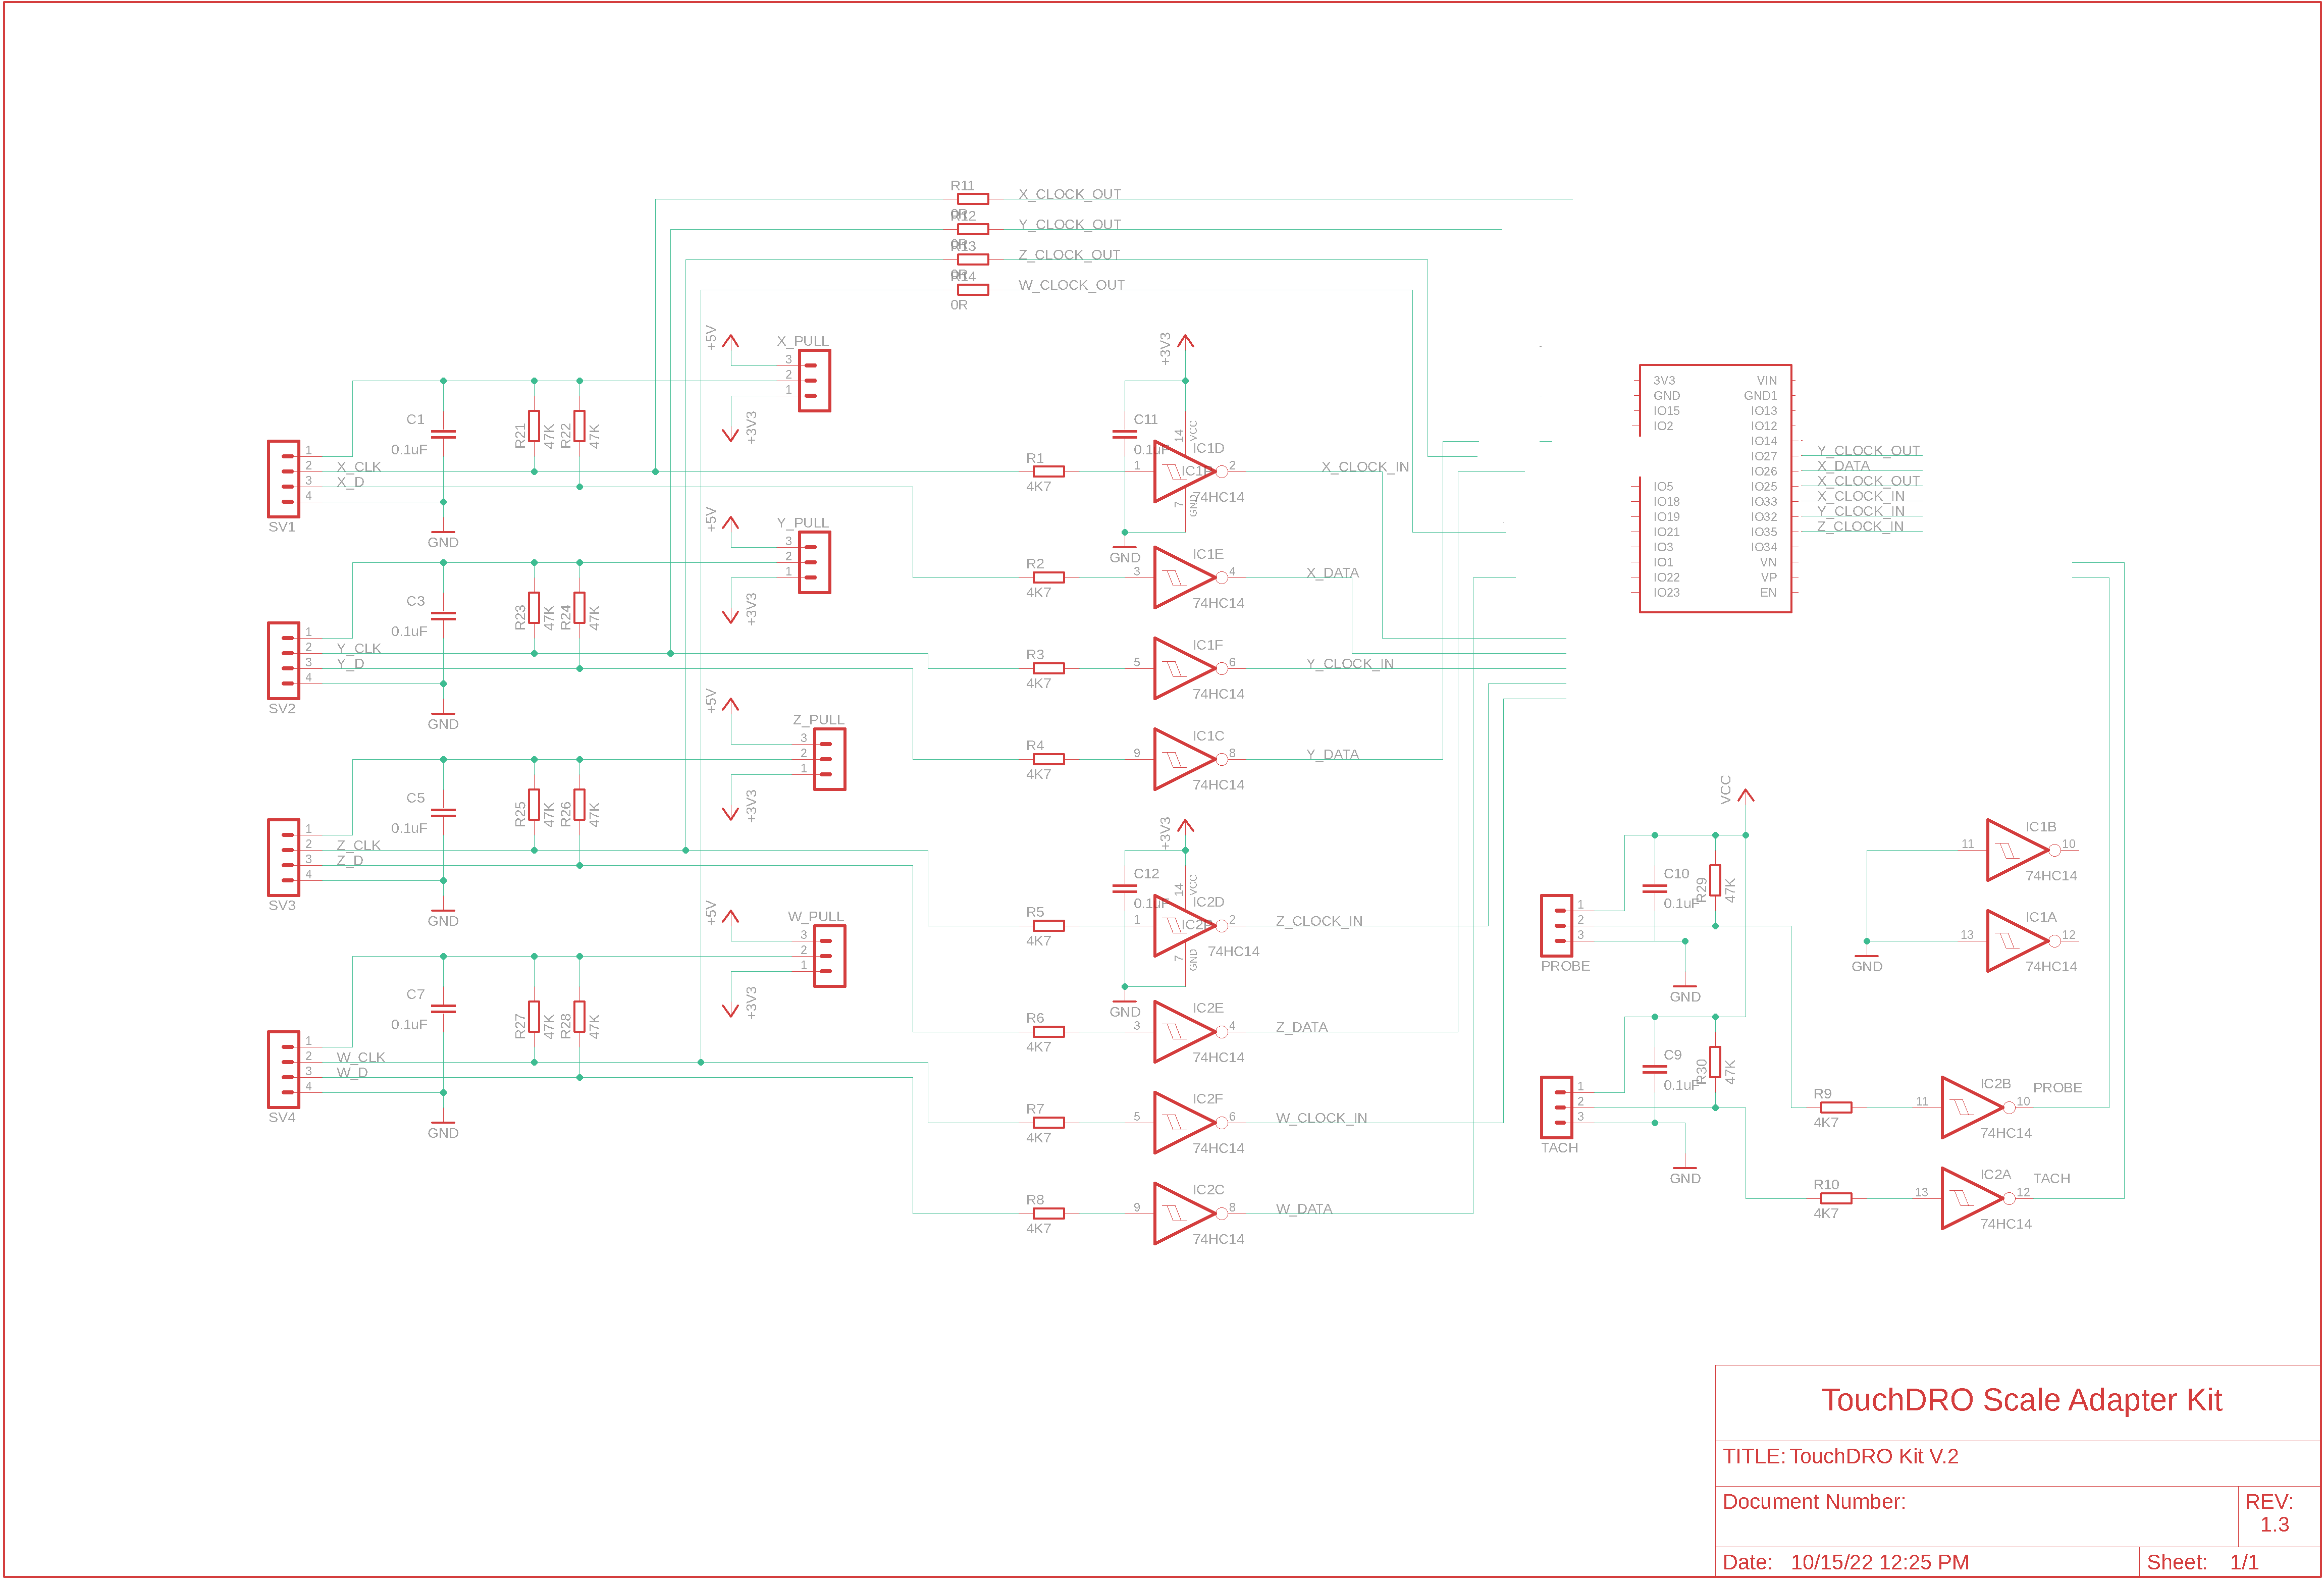 R11
X_CLOCK_OUT
0R
R12
Y_CLOCK_OUT
0R
R13
Z_CLOCK_OUT
0R
R14
W_CLOCK_OUT
0R
+5V
X_PULL
3
2
1
+3V3
C1
0.1uF
R21
47K
R22
47K
1
2
3
4
X_CLK
X_D
SV1
GND
+3V3
C11
0.1uF
14
VCC
IC1D
R1
4K7
1
IC1P
2
7
GND
74HC14
X_CLOCK_IN
GND
+5V
Y_PULL
3
2
1
+3V3
R2
4K7
IC1E
3
4
74HC14
X_DATA
C3
0.1uF
R23
47K
R24
47K
1
2
3
4
Y_CLK
Y_D
SV2
GND
R3
4K7
IC1F
5
6
74HC14
Y_CLOCK_IN
+5V
Z_PULL
3
2
1
+3V3
R4
4K7
IC1C
9
8
74HC14
Y_DATA
C5
0.1uF
R25
47K
R26
47K
1
2
3
4
Z_CLK
Z_D
SV3
GND
+3V3
C12
0.1uF
14
VCC
IC2D
R5
4K7
1
IC2P
2
7
GND
74HC14
Z_CLOCK_IN
GND
+5V
W_PULL
3
2
1
+3V3
R6
4K7
IC2E
3
4
74HC14
Z_DATA
C7
0.1uF
R27
47K
R28
47K
1
2
3
4
W_CLK
W_D
SV4
GND
R7
4K7
IC2F
5
6
74HC14
W_CLOCK_IN
R8
4K7
IC2C
9
8
74HC14
W_DATA
3V3 VIN
GND GND1
IO15 IO13
IO2 IO12
IO14
IO27 Y_CLOCK_OUT
IO26 X_DATA
IO5 IO25 X_CLOCK_OUT
IO18 IO33 X_CLOCK_IN
IO19 IO32 Y_CLOCK_IN
IO21 IO35 Z_CLOCK_IN
IO3 IO34
IO1 VN
IO22 VP
IO23 EN
VCC
C10
0.1uF
R29
47K
1
2
3
PROBE
GND
C9
0.1uF
R30
47K
1
2
3
TACH
GND
IC1B
11
10
74HC14
IC1A
13
12
74HC14
GND
R9
4K7
IC2B
11
10
74HC14
PROBE
R10
4K7
IC2A
13
12
74HC14
TACH
TouchDRO Scale Adapter Kit
TITLE: TouchDRO Kit V.2
Document Number:
REV:
1.3
Date: 10/15/22 12:25 PM
Sheet: 1/1